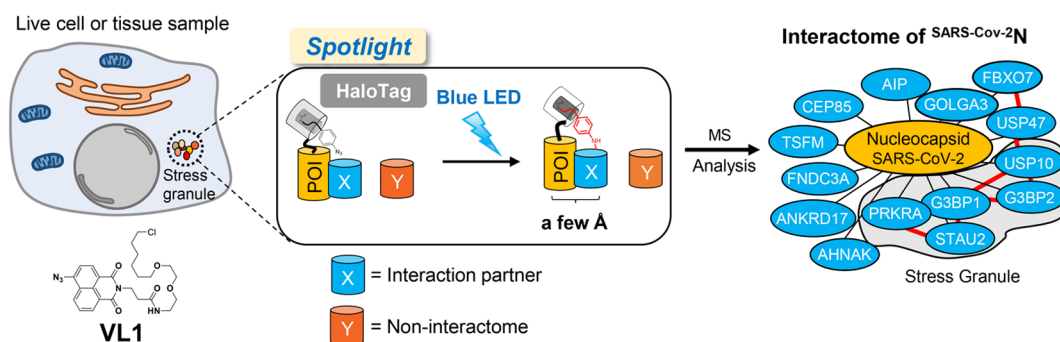 Live cell or tissue sample
Stress
granule
Cl
O
O
N₃
O
N
O
O
HN
VL1
Spotlight
HaloTag
Blue LED
N₃
POI
X
Y
NH
POI
X
Y
a few Å
X = Interaction partner
Y = Non-interactome
MS
Analysis
Interactome of SARS-Cov-2N
AIP
FBXO7
CEP85
GOLGA3
USP47
TSFM
Nucleocapsid
SARS-CoV-2
USP10
FNDC3A
G3BP1
G3BP2
ANKRD17
PRKRA
STAU2
AHNAK
Stress Granule